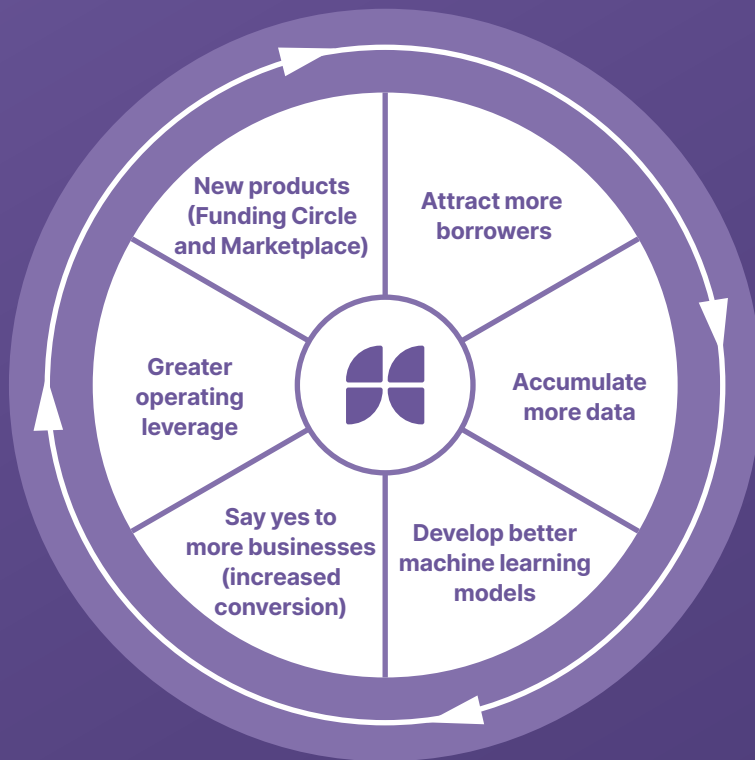 Attract more
borrowers
Accumulate
more data
Develop better
machine learning
models
Say yes to
more businesses
(increased
conversion)
Greater
operating
leverage
New products
(Funding Circle
and Marketplace)